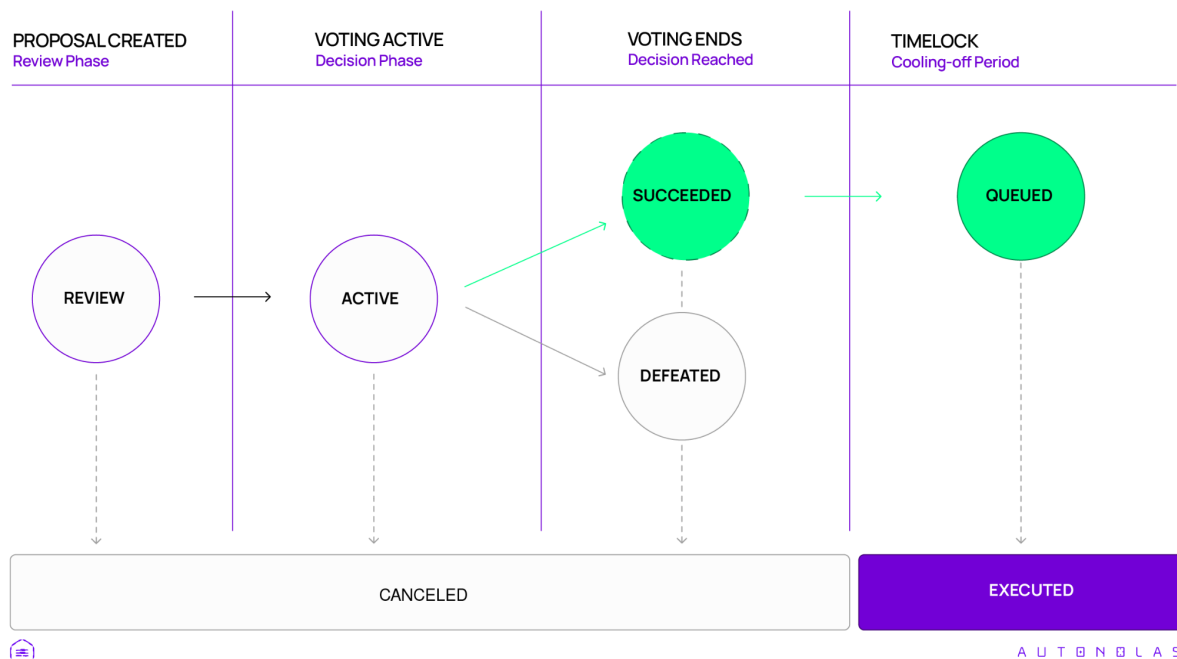 PROPOSAL CREATED
Review Phase
VOTING ACTIVE
Decision Phase
VOTING ENDS
Decision Reached
TIMELOCK
Cooling-off Period
SUCCEEDED
QUEUED
REVIEW
ACTIVE
DEFEATED
CANCELED
EXECUTED
AUTONOLAS